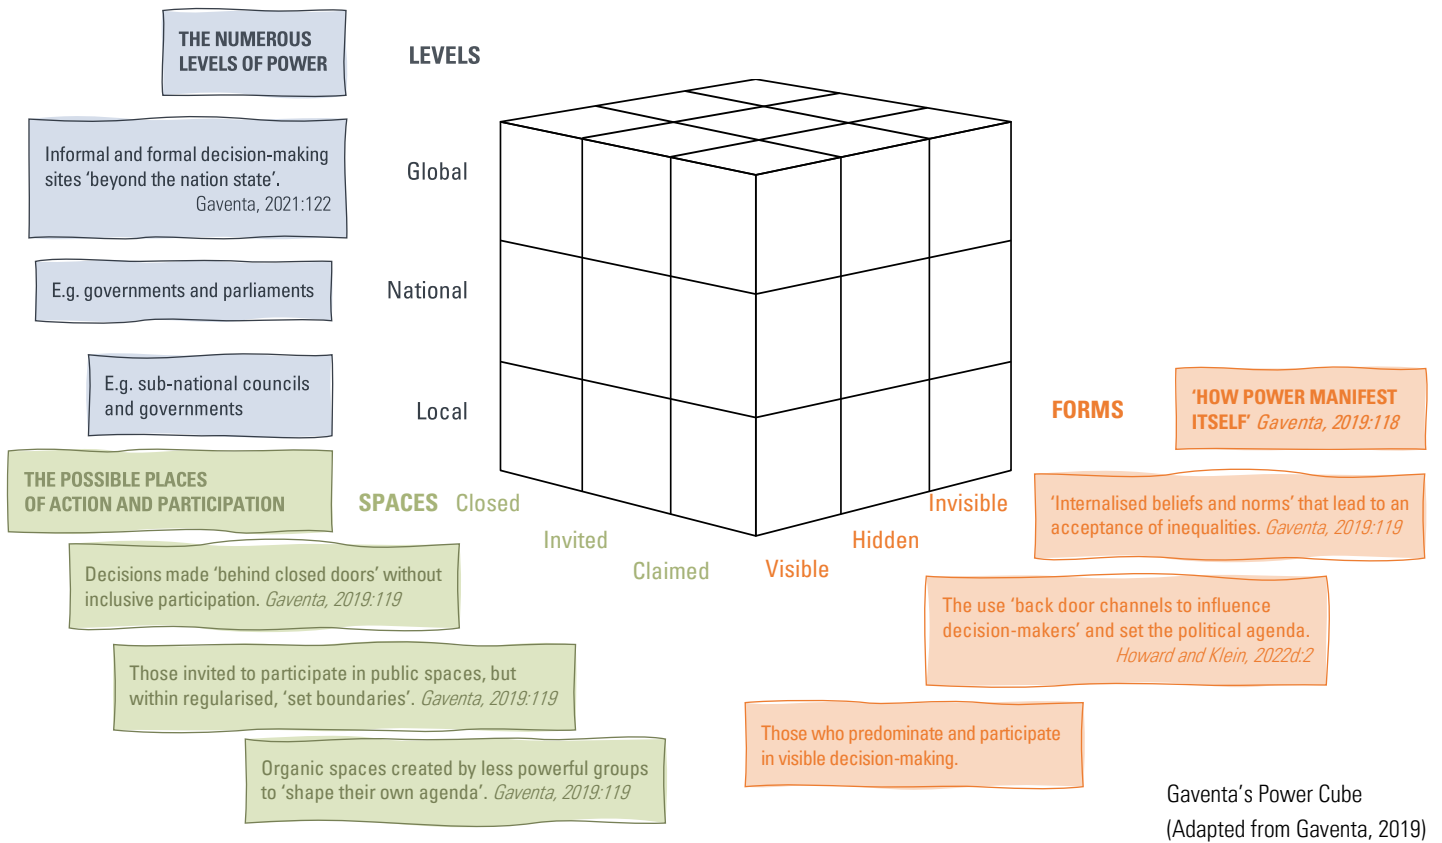 THE NUMEROUS
LEVELS OF POWER
LEVELS
Informal and formal decision-making
sites ‘beyond the nation state’.
Gaventa, 2021:122
Global
E.g. governments and parliaments
National
E.g. sub-national councils
and governments
Local
THE POSSIBLE PLACES
OF ACTION AND PARTICIPATION
SPACES
Closed
Invited
Claimed
Decisions made ‘behind closed doors’ without
inclusive participation. Gaventa, 2019:119
Those invited to participate in public spaces, but
within regularised, ‘set boundaries’. Gaventa, 2019:119
Organic spaces created by less powerful groups
to ‘shape their own agenda’. Gaventa, 2019:119
FORMS
‘HOW POWER MANIFEST
ITSELF’ Gaventa, 2019:118
Invisible
Hidden
Visible
‘Internalised beliefs and norms’ that lead to an
acceptance of inequalities. Gaventa, 2019:119
The use ‘back door channels to influence
decision-makers’ and set the political agenda.
Howard and Klein, 2022d:2
Those who predominate and participate
in visible decision-making.
Gaventa’s Power Cube
(Adapted from Gaventa, 2019)